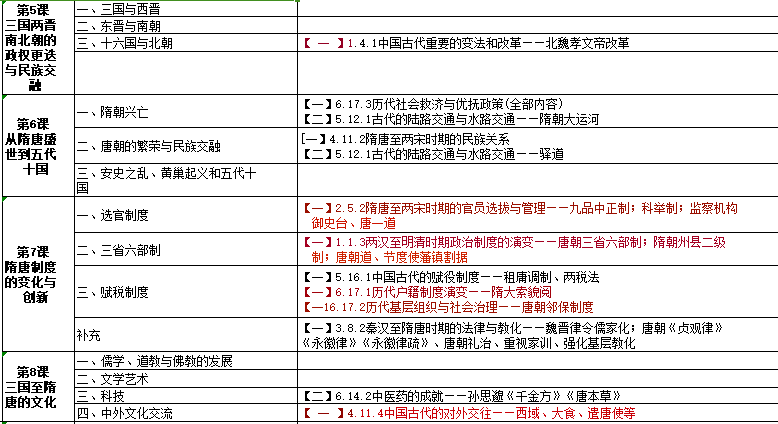 第5课
三国两晋
南北朝的
政权更迭
与民族交
融
一、三国与西晋
二、东晋与南朝
三、十六国与北朝
【 一 】1.4.1中国古代重要的变法和改革——北魏孝文帝改革
第6课
从隋唐盛
世到五代
十国
一、隋朝兴亡
【一】6.17.3历代社会救济与优抚政策(全部内容)
【二】5.12.1古代的陆路交通与水路交通——隋朝大运河
二、唐朝的繁荣与民族交融
[一】4.11.2隋唐至两宋时期的民族关系
【二】5.12.1古代的陆路交通与水路交通——驿道
三、安史之乱、黄巢起义和五代十
国
第7课
隋唐制度
的变化与
创新
一、选官制度
【一】2.5.2隋唐至两宋时期的官员选拔与管理——九品中正制；科举制；监察机构
御史台、唐一道
二、三省六部制
【一】1.1.3两汉至明清时期政治制度的演变——唐朝三省六部制；隋朝州县二级
制；唐朝道、节度使藩镇割据
三、赋税制度
【一】5.16.1中国古代的赋役制度——租庸调制、两税法
【一】6.17.1历代户籍制度演变——隋大索貌阅
【一16.17.2历代基层组织与社会治理——唐朝邻保制度
补充
【一】3.8.2秦汉至隋唐时期的法律与教化——魏晋律令儒家化；唐朝《贞观律》
《永徽律》《永徽律疏》、唐朝礼治、重视家训、强化基层教化
第8课
三国至隋
唐的文化
一、儒学、道教与佛教的发展
二、文学艺术
三、科技
【二】6.14.2中医药的成就——孙思邈《千金方》《唐本草》
四、中外文化交流
【 一 】4.11.4中国古代的对外交往——西域、大食、遣唐使等